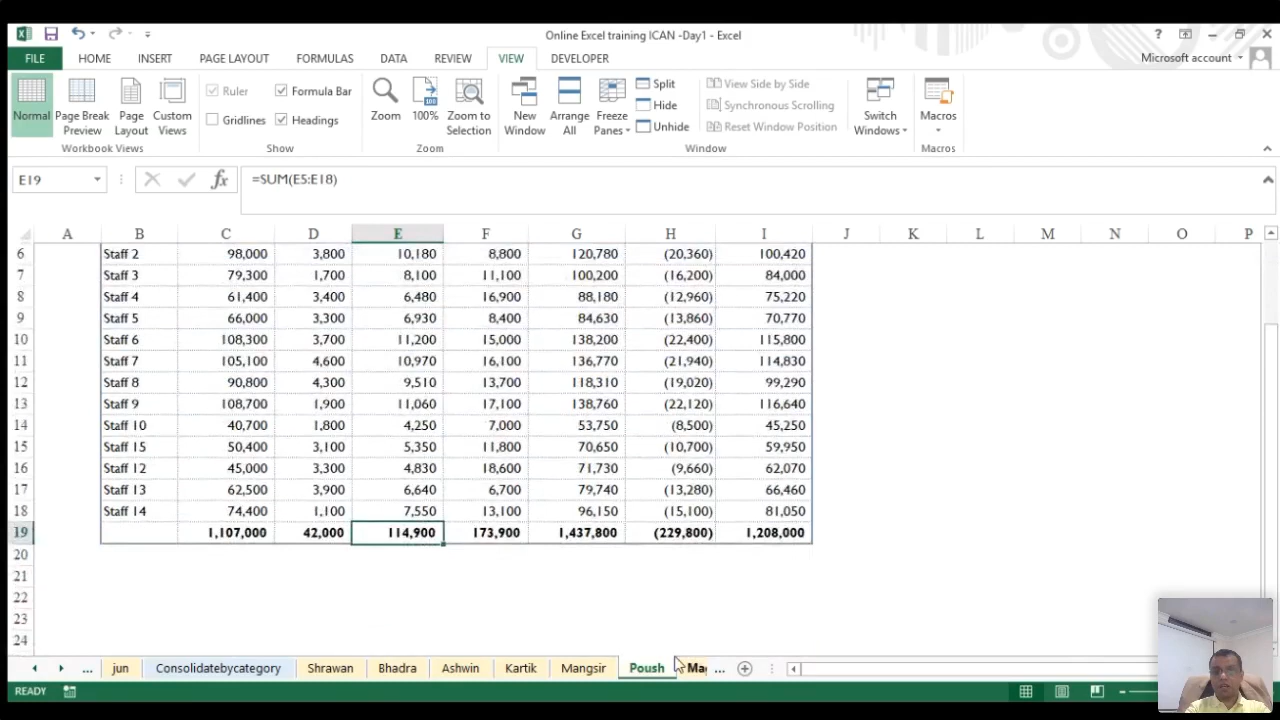 Online Excel training ICAN -Day1 - Excel
FILE HOME INSERT PAGE LAYOUT FORMULAS DATA REVIEW VIEW DEVELOPER Microsoft account
Normal Page Break Preview Page Layout Custom Views
Workbook Views
Ruler Formula Bar
Gridlines Headings
Show
Zoom 100% Zoom to Selection
Zoom
New Window Arrange All Freeze Panes
Split
Hide
Unhide
View Side by Side
Synchronous Scrolling
Reset Window Position
Window
Switch Windows
Macros
Macros
E19 fx =SUM(E5:E18)
A B C D E F G H I J K L M N O P
6 Staff 2 98,000 3,800 10,180 8,800 120,780 (20,360) 100,420
7 Staff 3 79,300 1,700 8,100 11,100 100,200 (16,200) 84,000
8 Staff 4 61,400 3,400 6,480 16,900 88,180 (12,960) 75,220
9 Staff 5 66,000 3,300 6,930 8,400 84,630 (13,860) 70,770
10 Staff 6 108,300 3,700 11,200 15,000 138,200 (22,400) 115,800
11 Staff 7 105,100 4,600 10,970 16,100 136,770 (21,940) 114,830
12 Staff 8 90,800 4,300 9,510 13,700 118,310 (19,020) 99,290
13 Staff 9 108,700 1,900 11,060 17,100 138,760 (22,120) 116,640
14 Staff 10 40,700 1,800 4,250 7,000 53,750 (8,500) 45,250
15 Staff 15 50,400 3,100 5,350 11,800 70,650 (10,700) 59,950
16 Staff 12 45,000 3,300 4,830 18,600 71,730 (9,660) 62,070
17 Staff 13 62,500 3,900 6,640 6,700 79,740 (13,280) 66,460
18 Staff 14 74,400 1,100 7,550 13,100 96,150 (15,100) 81,050
19 1,107,000 42,000 114,900 173,900 1,437,800 (229,800) 1,208,000
20
21
22
23
24
... jun Consolidatebycategory Shrawan Bhadra Ashwin Kartik Mangsir Poush Mag ...
READY